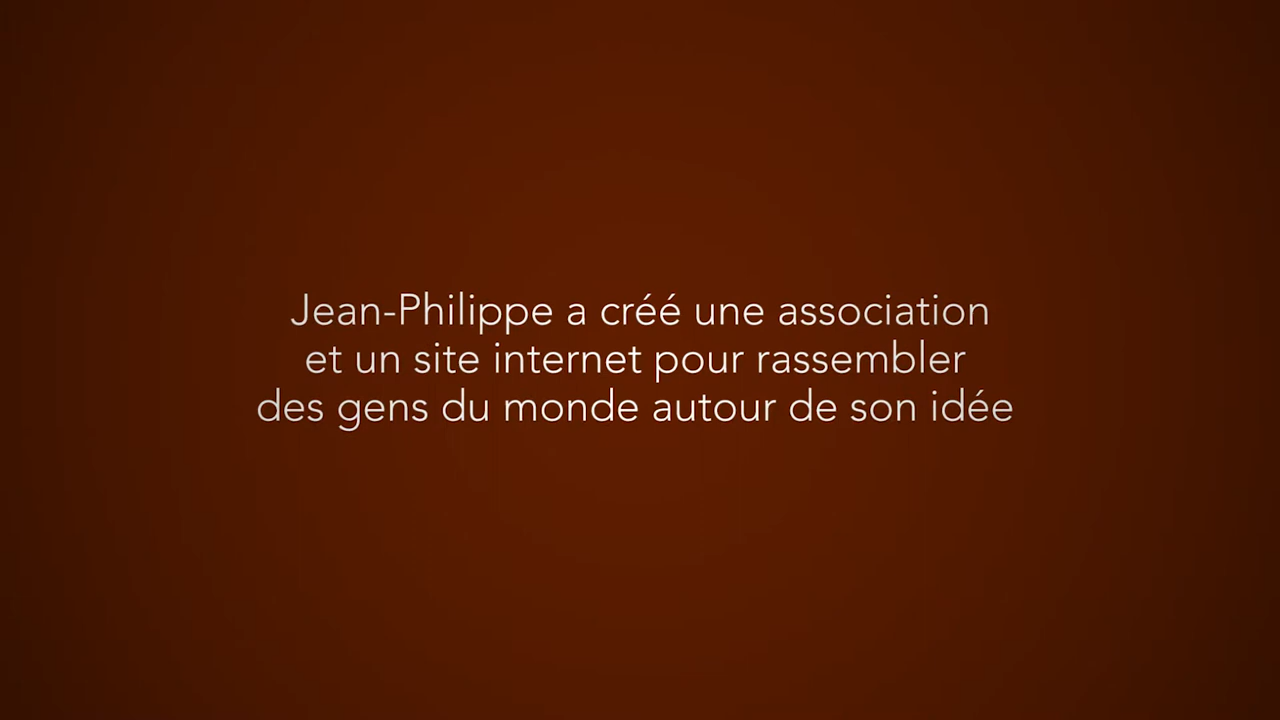 Jean-Philippe a créé une association
et un site internet pour rassembler
des gens du monde autour de son idée